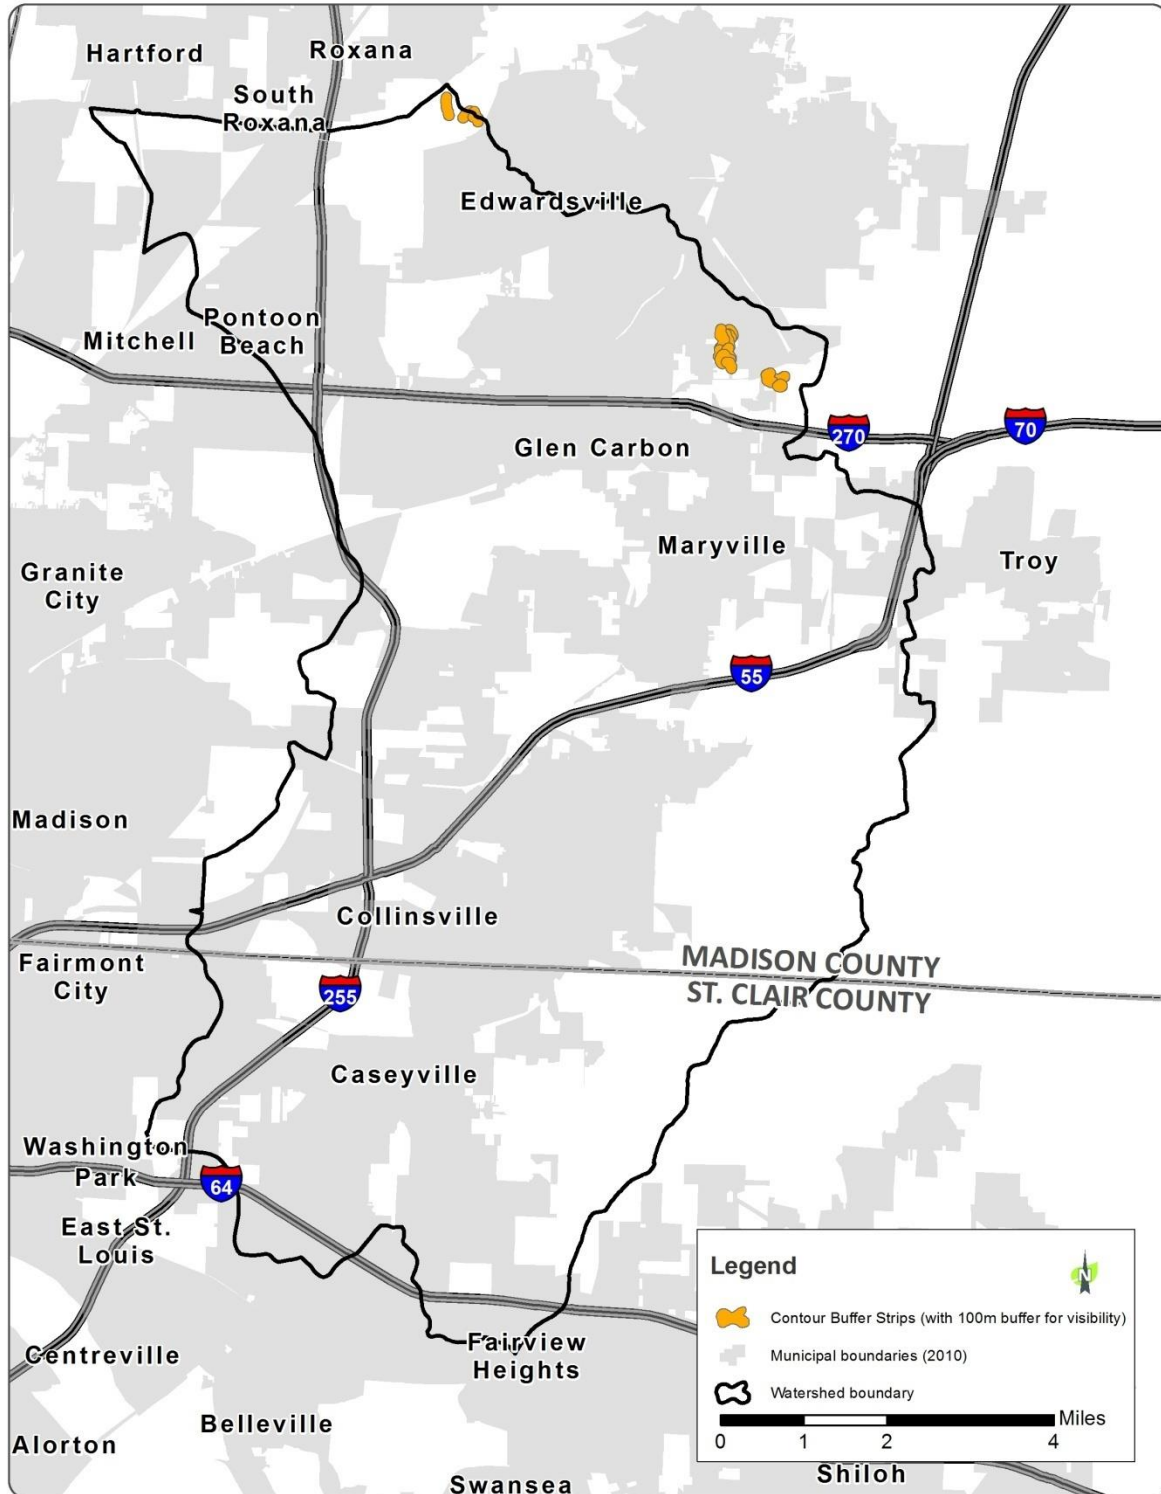 Hartford
Roxana
South
Roxana
Edwardsville
Pontoon
Beach
Mitchell
270
70
Glen Carbon
Maryville
Troy
Granite
City
55
Madison
Collinsville
Fairmont
City
MADISON COUNTY
ST. CLAIR COUNTY
255
Caseyville
Washington
Park
64
East St.
Louis
Legend
N
Contour Buffer Strips (with 100m buffer for visibility)
Municipal boundaries (2010)
Watershed boundary
Miles
0 1 2 4
Fairview
Heights
Centreville
Belleville
Alorton
Swansea
Shiloh